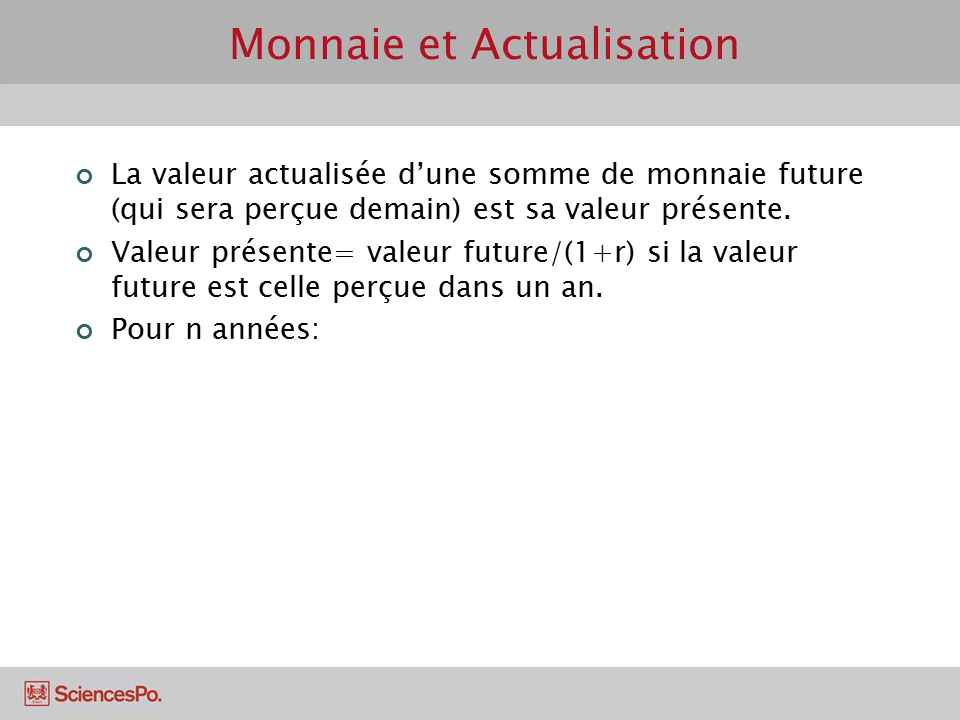 Monnaie et Actualisation
La valeur actualisée d’une somme de monnaie future
(qui sera perçue demain) est sa valeur présente.
Valeur présente= valeur future/(1+r) si la valeur
future est celle perçue dans un an.
Pour n années:
SciencesPo.